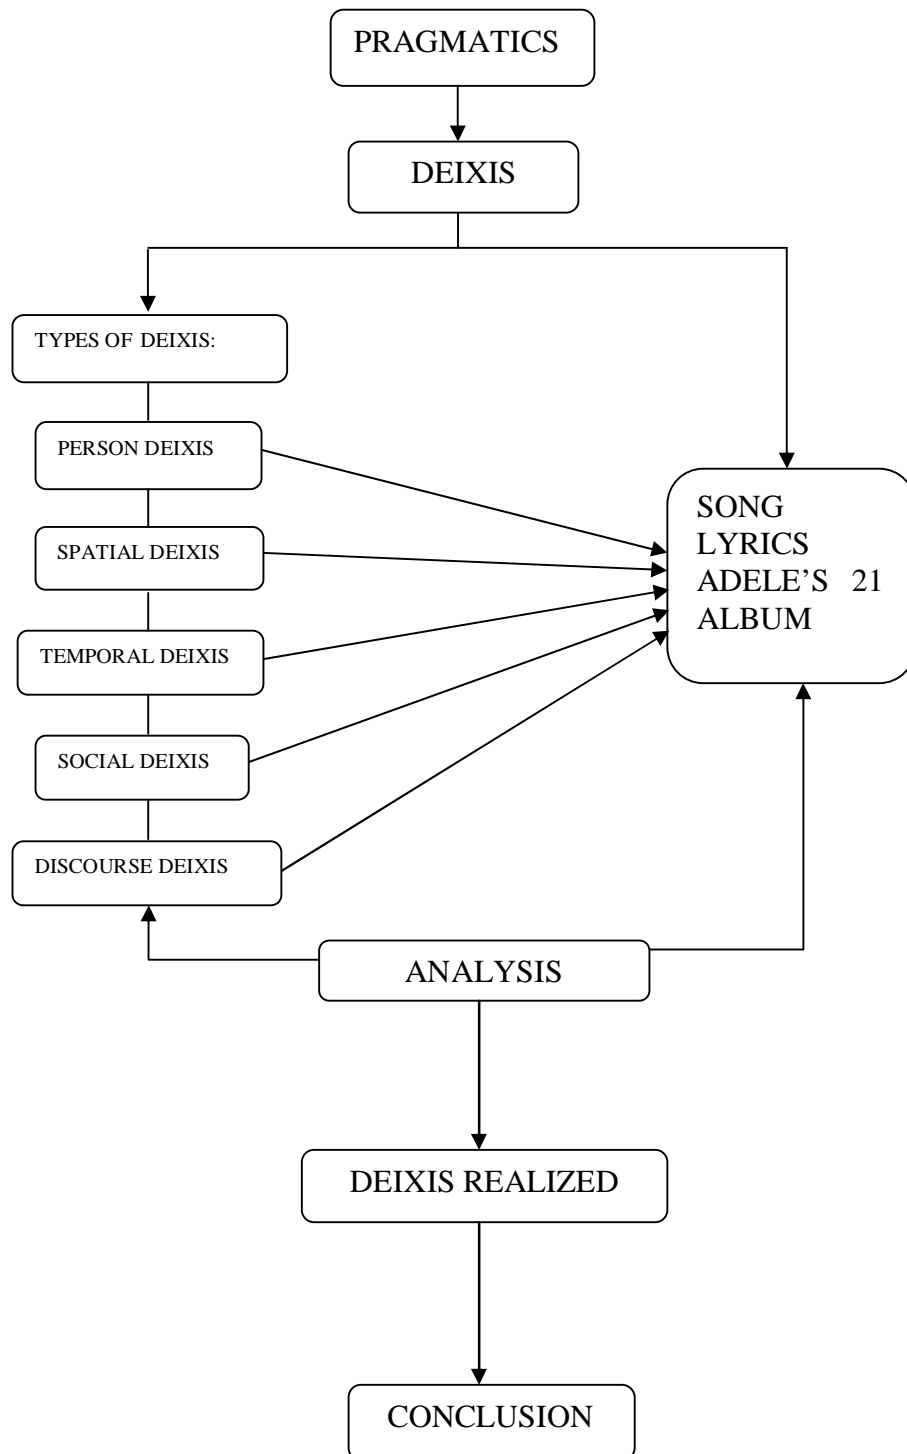 PRAGMATICS
DEIXIS
TYPES OF DEIXIS:
PERSON DEIXIS
SPATIAL DEIXIS
TEMPORAL DEIXIS
SOCIAL DEIXIS
DISCOURSE DEIXIS
SONG
LYRICS
ADELE’S 21
ALBUM
ANALYSIS
DEIXIS REALIZED
CONCLUSION